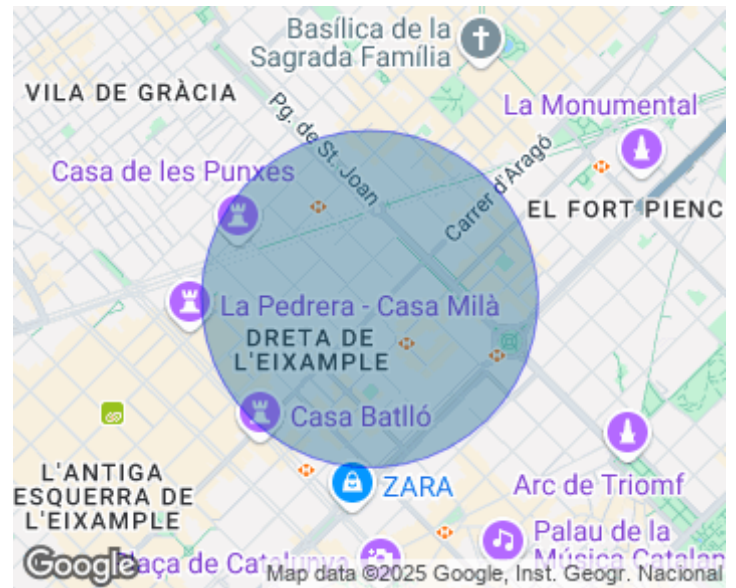 Basílica de la
Sagrada Família
VILA DE GRÀCIA
Pg. de St. Joan
La Monumental
Casa de les Punxes
Carrer d'Aragó
EL FORT PIENC
La Pedrera - Casa Milà
DRETA DE
L'EIXAMPLE
Casa Batlló
L'ANTIGA
ESQUERRA DE
L'EIXAMPLE
ZARA
Arc de Triomf
Palau de la
Música Catalan
Google
laça de Catalunya
Map data ©2025 Google, Inst. Geogr. Nacional